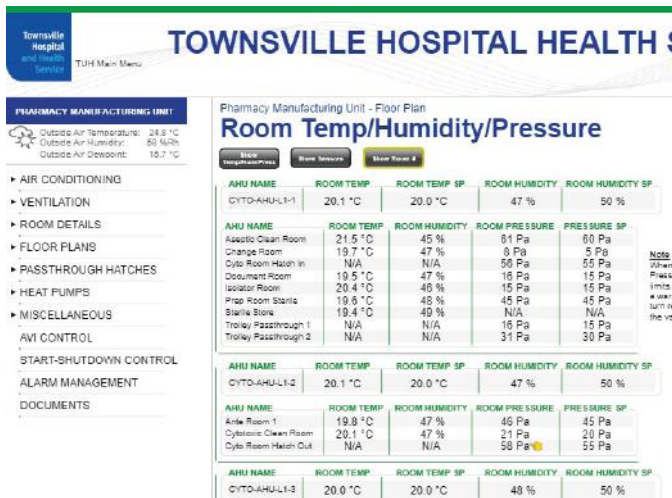 Townsville
Hospital
and Health
Service
TUH Main Menu
TOWNSVILLE HOSPITAL HEALTH S
PHARMACY MANUFACTURING UNIT
Outside Air Temperature: 24.8 °C
Outside Air Humidity: 58 %Rh
Outside Air Dewpoint: 15.7 °C
AIR CONDITIONING
VENTILATION
ROOM DETAILS
FLOOR PLANS
PASSTHROUGH HATCHES
HEAT PUMPS
MISCELLANEOUS
AVI CONTROL
START-SHUTDOWN CONTROL
ALARM MANAGEMENT
DOCUMENTS
Pharmacy Manufacturing Unit - Floor Plan
Room Temp/Humidity/Pressure
Show Temp/Hum/Press Show Sensors Show Room #
AHU NAME ROOM TEMP ROOM TEMP SP ROOM HUMIDITY ROOM HUMIDITY SP
CYTO-AHU-L1-1 20.1 °C 20.0 °C 47 % 50 %
AHU NAME ROOM TEMP ROOM HUMIDITY ROOM PRESSURE PRESSURE SP
Aseptic Clean Room 21.5 °C 45 % 61 Pa 60 Pa
Change Room 19.7 °C 47 % 8 Pa 5 Pa
Cyto Room Hatch In N/A N/A 56 Pa 55 Pa
Document Room 19.5 °C 47 % 16 Pa 15 Pa
Isolator Room 20.4 °C 46 % 15 Pa 15 Pa
Prep Room Sterile 19.6 °C 48 % 45 Pa 45 Pa
Sterile Store 19.4 °C 49 % N/A N/A
Trolley Passthrough 1 N/A N/A 16 Pa 15 Pa
Trolley Passthrough 2 N/A N/A 31 Pa 30 Pa
Note
When
Press
limits
a war
turn r
the va
AHU NAME ROOM TEMP ROOM TEMP SP ROOM HUMIDITY ROOM HUMIDITY SP
CYTO-AHU-L1-2 20.1 °C 20.0 °C 47 % 50 %
AHU NAME ROOM TEMP ROOM HUMIDITY ROOM PRESSURE PRESSURE SP
Ante Room 1 19.8 °C 47 % 46 Pa 45 Pa
Cytotoxic Clean Room 20.1 °C 47 % 21 Pa 20 Pa
Cyto Room Hatch Out N/A N/A 58 Pa 55 Pa
AHU NAME ROOM TEMP ROOM TEMP SP ROOM HUMIDITY ROOM HUMIDITY SP
CYTO-AHU-L1-3 20.0 °C 20.0 °C 48 % 50 %